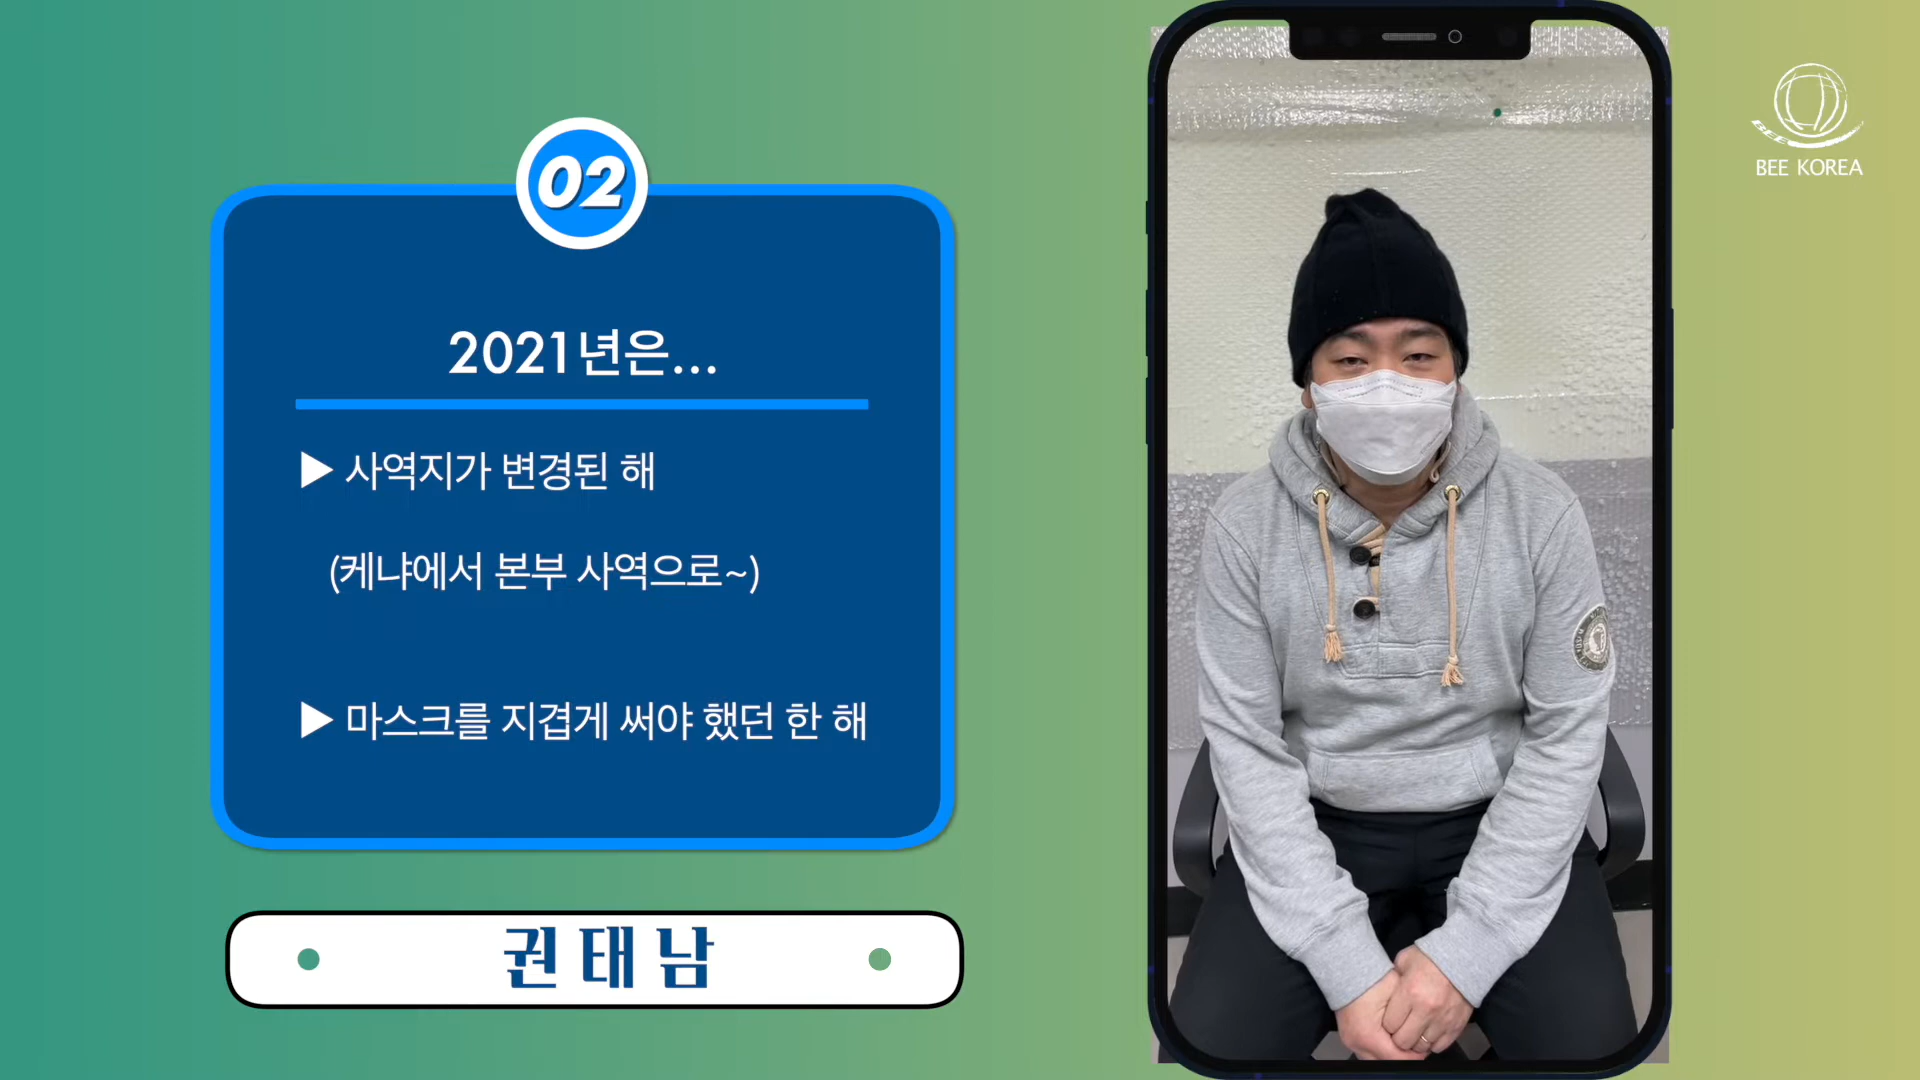 02
2021년은...
▶ 사역지가 변경된 해
(케냐에서 본부 사역으로~)
▶ 마스크를 지겹게 써야 했던 한 해
권태남
BEE
BEE KOREA